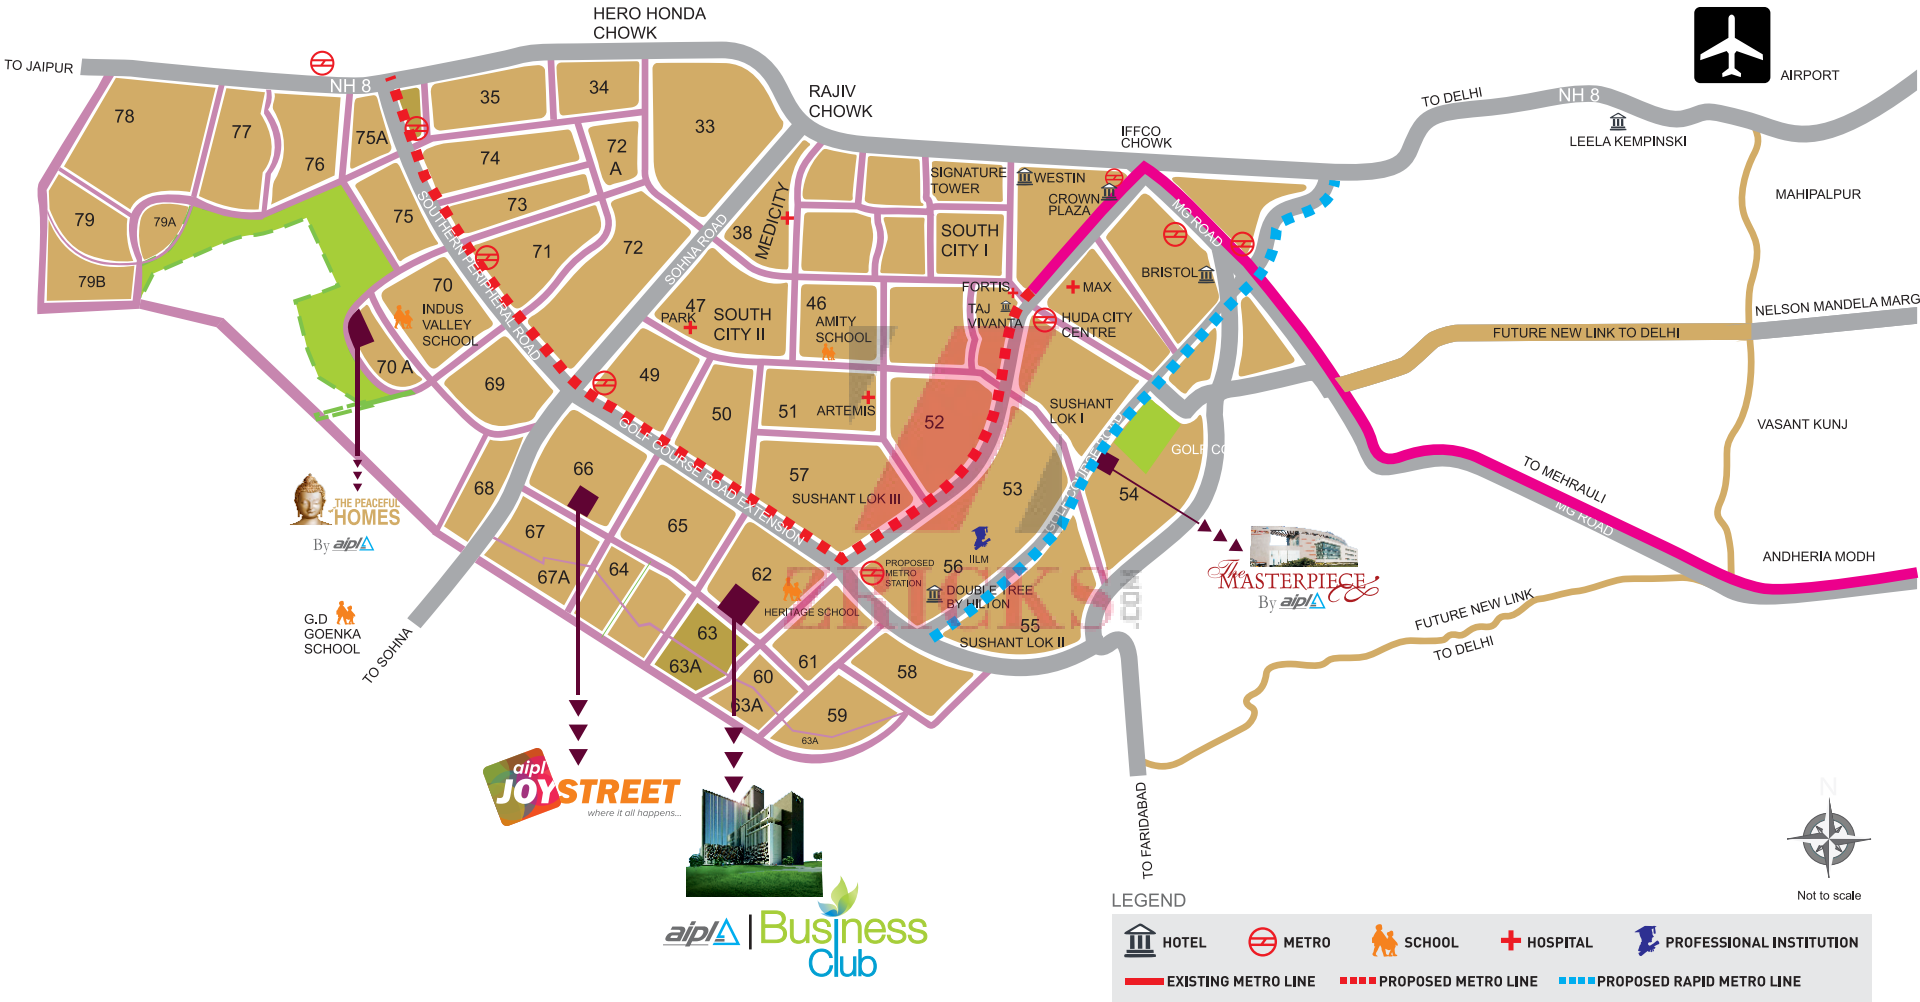 HERO HONDA
CHOWK
TO JAIPUR
NH 8
RAJIV
CHOWK
IFFCO
CHOWK
TO DELHI
NH 8
AIRPORT
LEELA KEMPINSKI
MAHIPALPUR
NELSON MANDELA MARG
FUTURE NEW LINK TO DELHI
VASANT KUNJ
TO MEHRAULI
MG ROAD
ANDHERIA MODH
FUTURE NEW LINK
TO DELHI
78
77
76
75A
35
34
33
74
72
A
73
79
79A
79B
75
71
72
70
INDUS
VALLEY
SCHOOL
70 A
69
SOUTHERN PERIPHERAL ROAD
SOHNA ROAD
38
MEDICITY
SIGNATURE
TOWER
WESTIN
CROWN
PLAZA
MG ROAD
SOUTH
CITY I
BRISTOL
FORTIS
MAX
TAJ
VIVANTA
HUDA CITY
CENTRE
47
PARK
SOUTH
CITY II
46
AMITY
SCHOOL
49
50
51
ARTEMIS
52
SUSHANT
LOK I
GOLF CO
GOLF COURSE ROAD EXTENSION
57
SUSHANT LOK III
53
54
68
66
65
67
67A
64
62
HERITAGE SCHOOL
PROPOSED
METRO
STATION
56
IILM
DOUBLE TREE
BY HILTON
55
SUSHANT LOK II
63
63A
61
60
63A
58
59
63A
ZRICKS
.COM
THE PEACEFUL
HOMES
By aipl
G.D
GOENKA
SCHOOL
TO SOHNA
The
MASTERPIECE
By aipl
TO FARIDABAD
aipl
JOYSTREET
where it all happens...
aipl
Business
Club
N
Not to scale
LEGEND
HOTEL
METRO
SCHOOL
HOSPITAL
PROFESSIONAL INSTITUTION
EXISTING METRO LINE
PROPOSED METRO LINE
PROPOSED RAPID METRO LINE